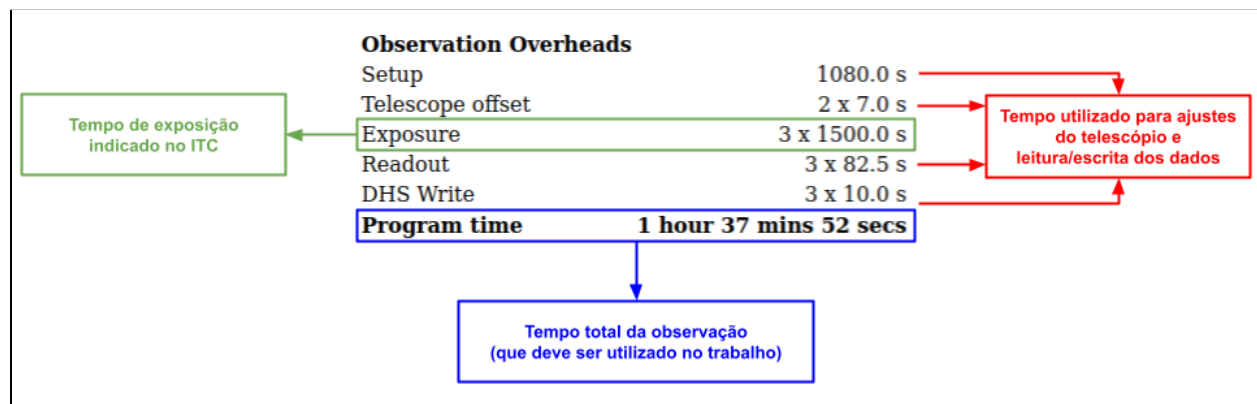 Observation Overheads
Setup 1080.0 s
Telescope offset 2 x 7.0 s
Exposure 3 x 1500.0 s
Readout 3 x 82.5 s
DHS Write 3 x 10.0 s
Program time 1 hour 37 mins 52 secs
Tempo de exposição
indicado no ITC
Tempo utilizado para ajustes
do telescópio e
leitura/escrita dos dados
Tempo total da observação
(que deve ser utilizado no trabalho)